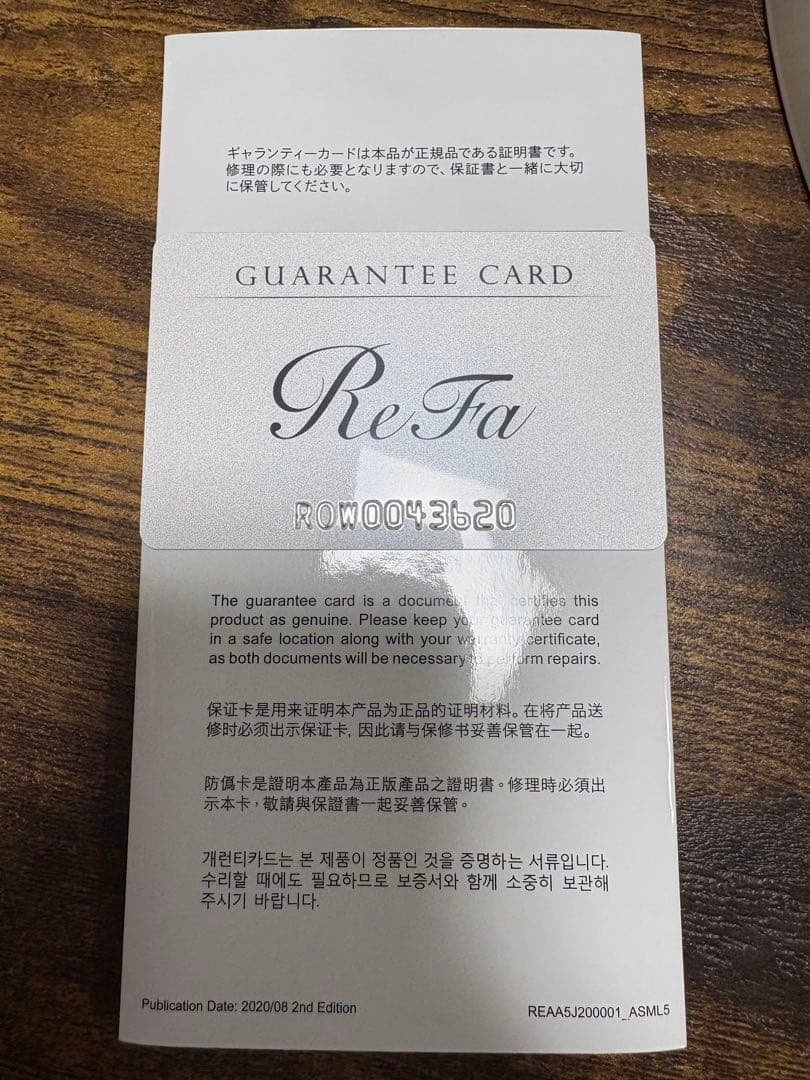 ギャランティーカードは本品が正規品である証明書です。
修理の際にも必要となりますので、保証書と一緒に大切
に保管してください。
GUARANTEE CARD
ReFa
ROW0043620
The guarantee card is a document that certifies this
product as genuine. Please keep your guarantee card
in a safe location along with your warranty certificate,
as both documents will be necessary to perform repairs.
保证卡是用来证明本产品为正品的证明材料。在将产品送
修时必须出示保证卡, 因此请与保修书妥善保管在一起。
防僞卡是證明本產品為正版產品之證明書。修理時必須出
示本卡，敬請與保證書一起妥善保管。
개런티카드는 본 제품이 정품인 것을 증명하는 서류입니다.
수리할 때에도 필요하므로 보증서와 함께 소중히 보관해
주시기 바랍니다.
Publication Date: 2020/08 2nd Edition
REAA5J200001_ASML5